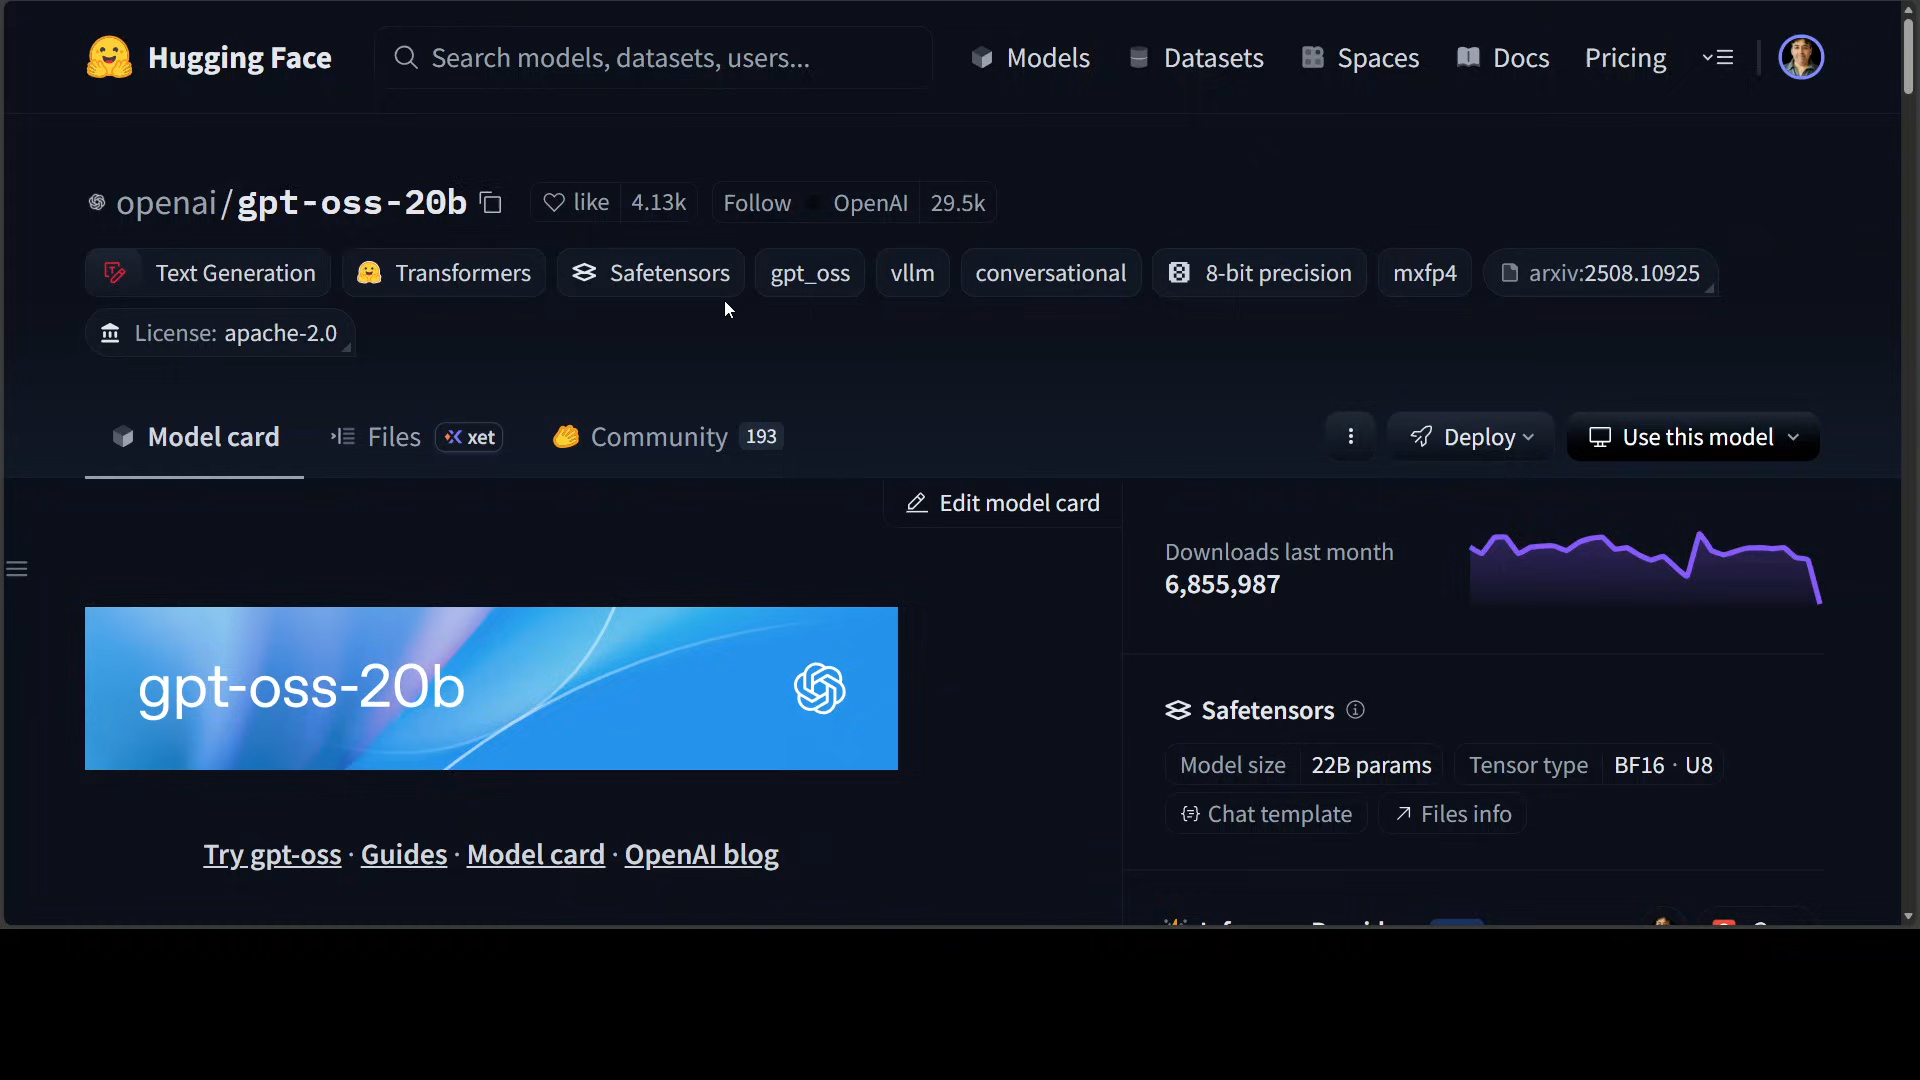 Hugging Face
Search models, datasets, users...
Models
Datasets
Spaces
Docs
Pricing
openai/gpt-oss-20b
like 4.13k
Follow OpenAI 29.5k
Text Generation
Transformers
Safetensors
gpt_oss
vllm
conversational
8-bit precision
mxfp4
arxiv:2508.10925
License: apache-2.0
Model card
Files xet
Community 193
Deploy
Use this model
Edit model card
Downloads last month
6,855,987
gpt-oss-20b
Safetensors
Model size 22B params
Tensor type BF16 · U8
Chat template
Files info
Try gpt-oss · Guides · Model card · OpenAI blog